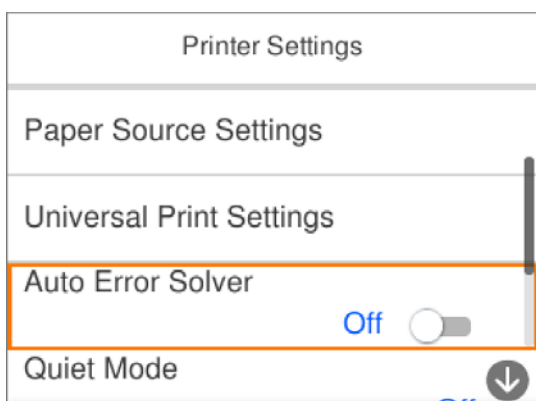 Printer Settings
Paper Source Settings
Universal Print Settings
Auto Error Solver
Off
Quiet Mode